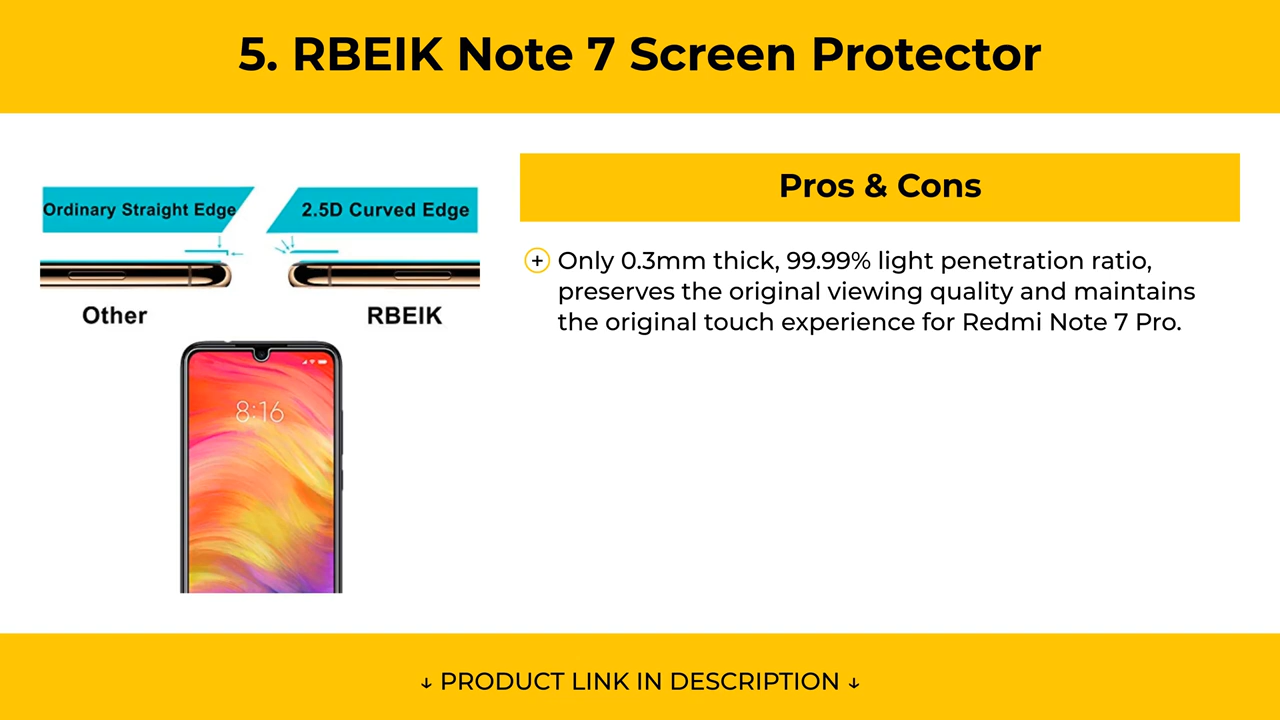 5. RBEIK Note 7 Screen Protector
Ordinary Straight Edge
2.5D Curved Edge
Other
RBEIK
8:16
Pros & Cons
+ Only 0.3mm thick, 99.99% light penetration ratio,
preserves the original viewing quality and maintains
the original touch experience for Redmi Note 7 Pro.
↓ PRODUCT LINK IN DESCRIPTION ↓